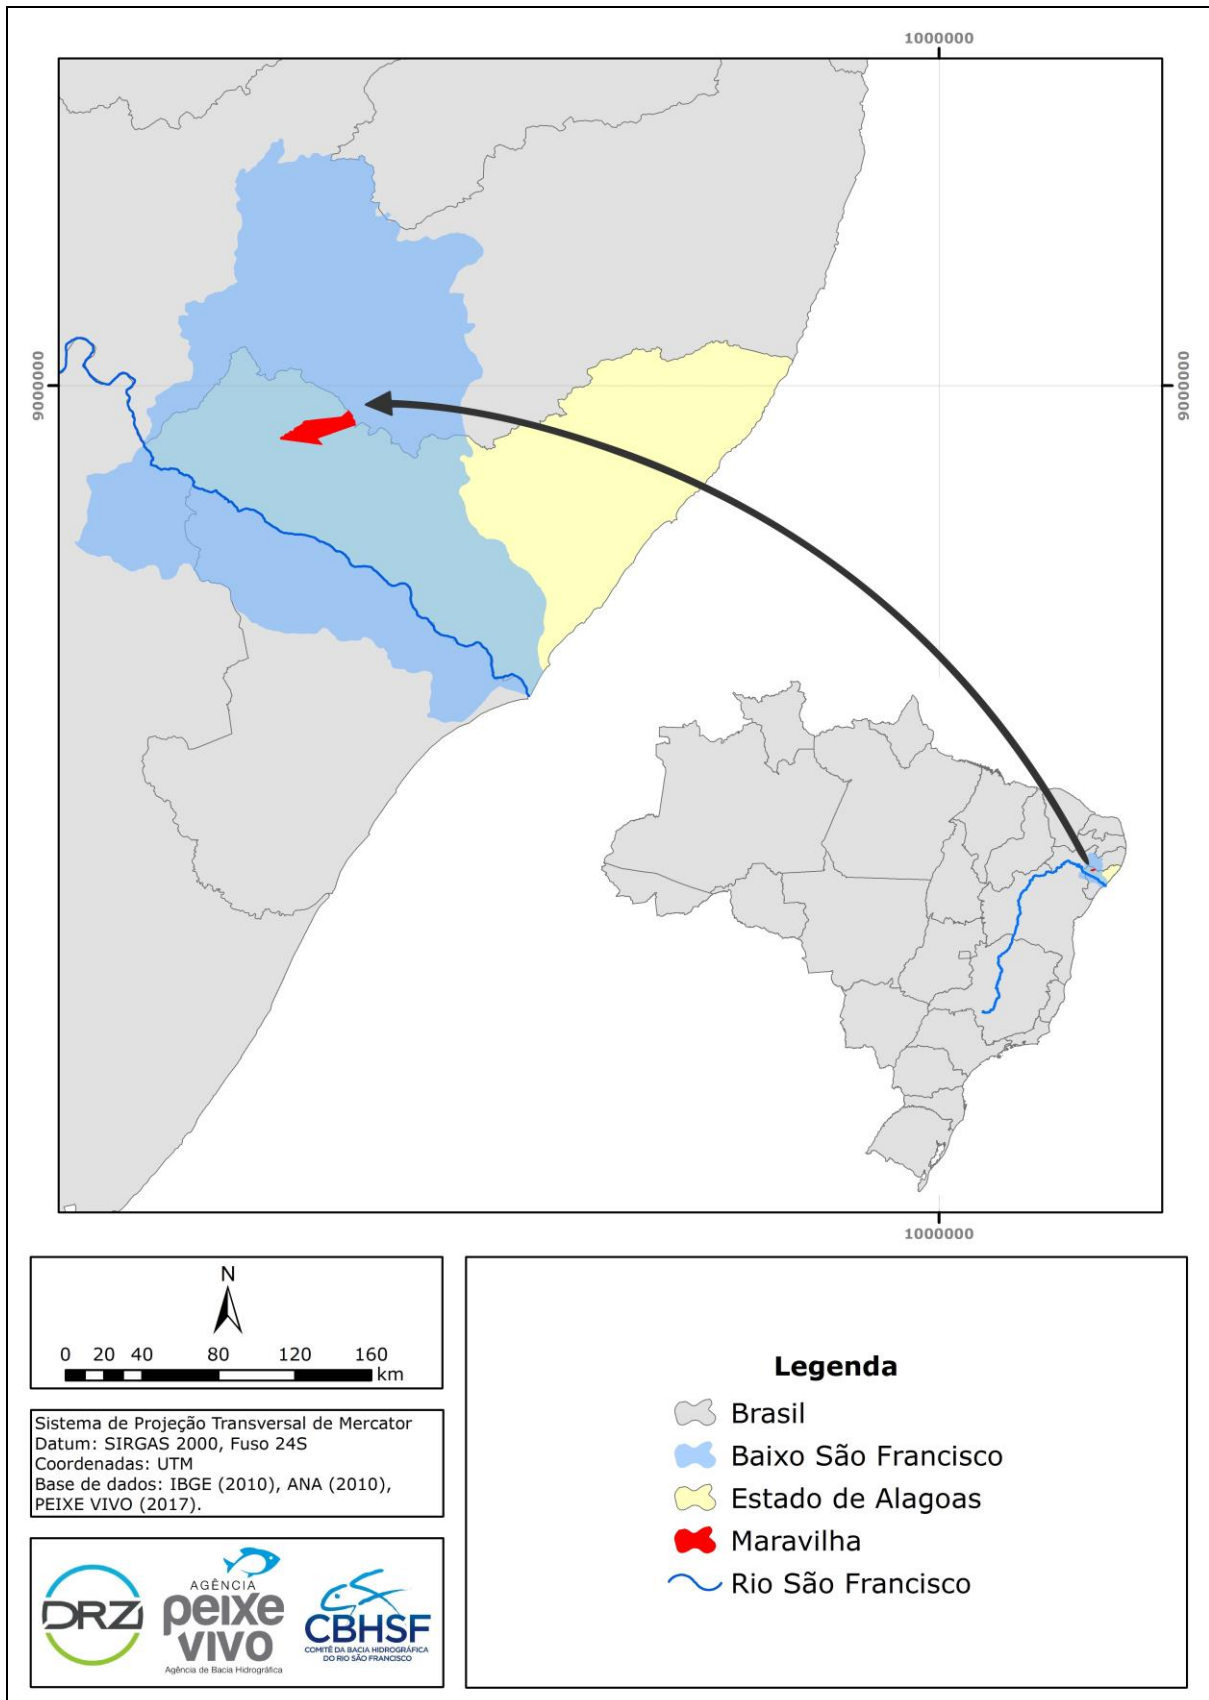 1000000
9000000
9000000
1000000
N
0 20 40 80 120 160
km
Sistema de Projeção Transversal de Mercator
Datum: SIRGAS 2000, Fuso 24S
Coordenadas: UTM
Base de dados: IBGE (2010), ANA (2010),
PEIXE VIVO (2017).
DRZ
AGÊNCIA
peixe
vivo
Agência de Bacia Hidrográfica
CBHSF
COMITÊ DA BACIA HIDROGRÁFICA
DO RIO SÃO FRANCISCO
Legenda
Brasil
Baixo São Francisco
Estado de Alagoas
Maravilha
Rio São Francisco